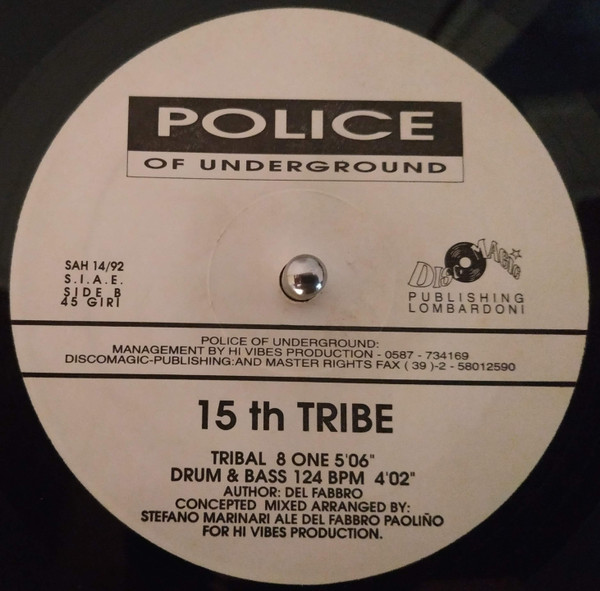 POLICE
OF UNDERGROUND
SAH 14/92
S.I.A.E.
SIDE B
45 GIRI
DISCO MAGIC
PUBLISHING
LOMBARDONI
POLICE OF UNDERGROUND:
MANAGEMENT BY HI VIBES PRODUCTION - 0587 - 734169
DISCOMAGIC-PUBLISHING:AND MASTER RIGHTS FAX ( 39 )-2 - 58012590
15 th TRIBE
TRIBAL 8 ONE 5'06"
DRUM & BASS 124 BPM 4'02"
AUTHOR: DEL FABBRO
CONCEPTED MIXED ARRANGED BY:
STEFANO MARINARI ALE DEL FABBRO PAOLIÑO
FOR HI VIBES PRODUCTION.